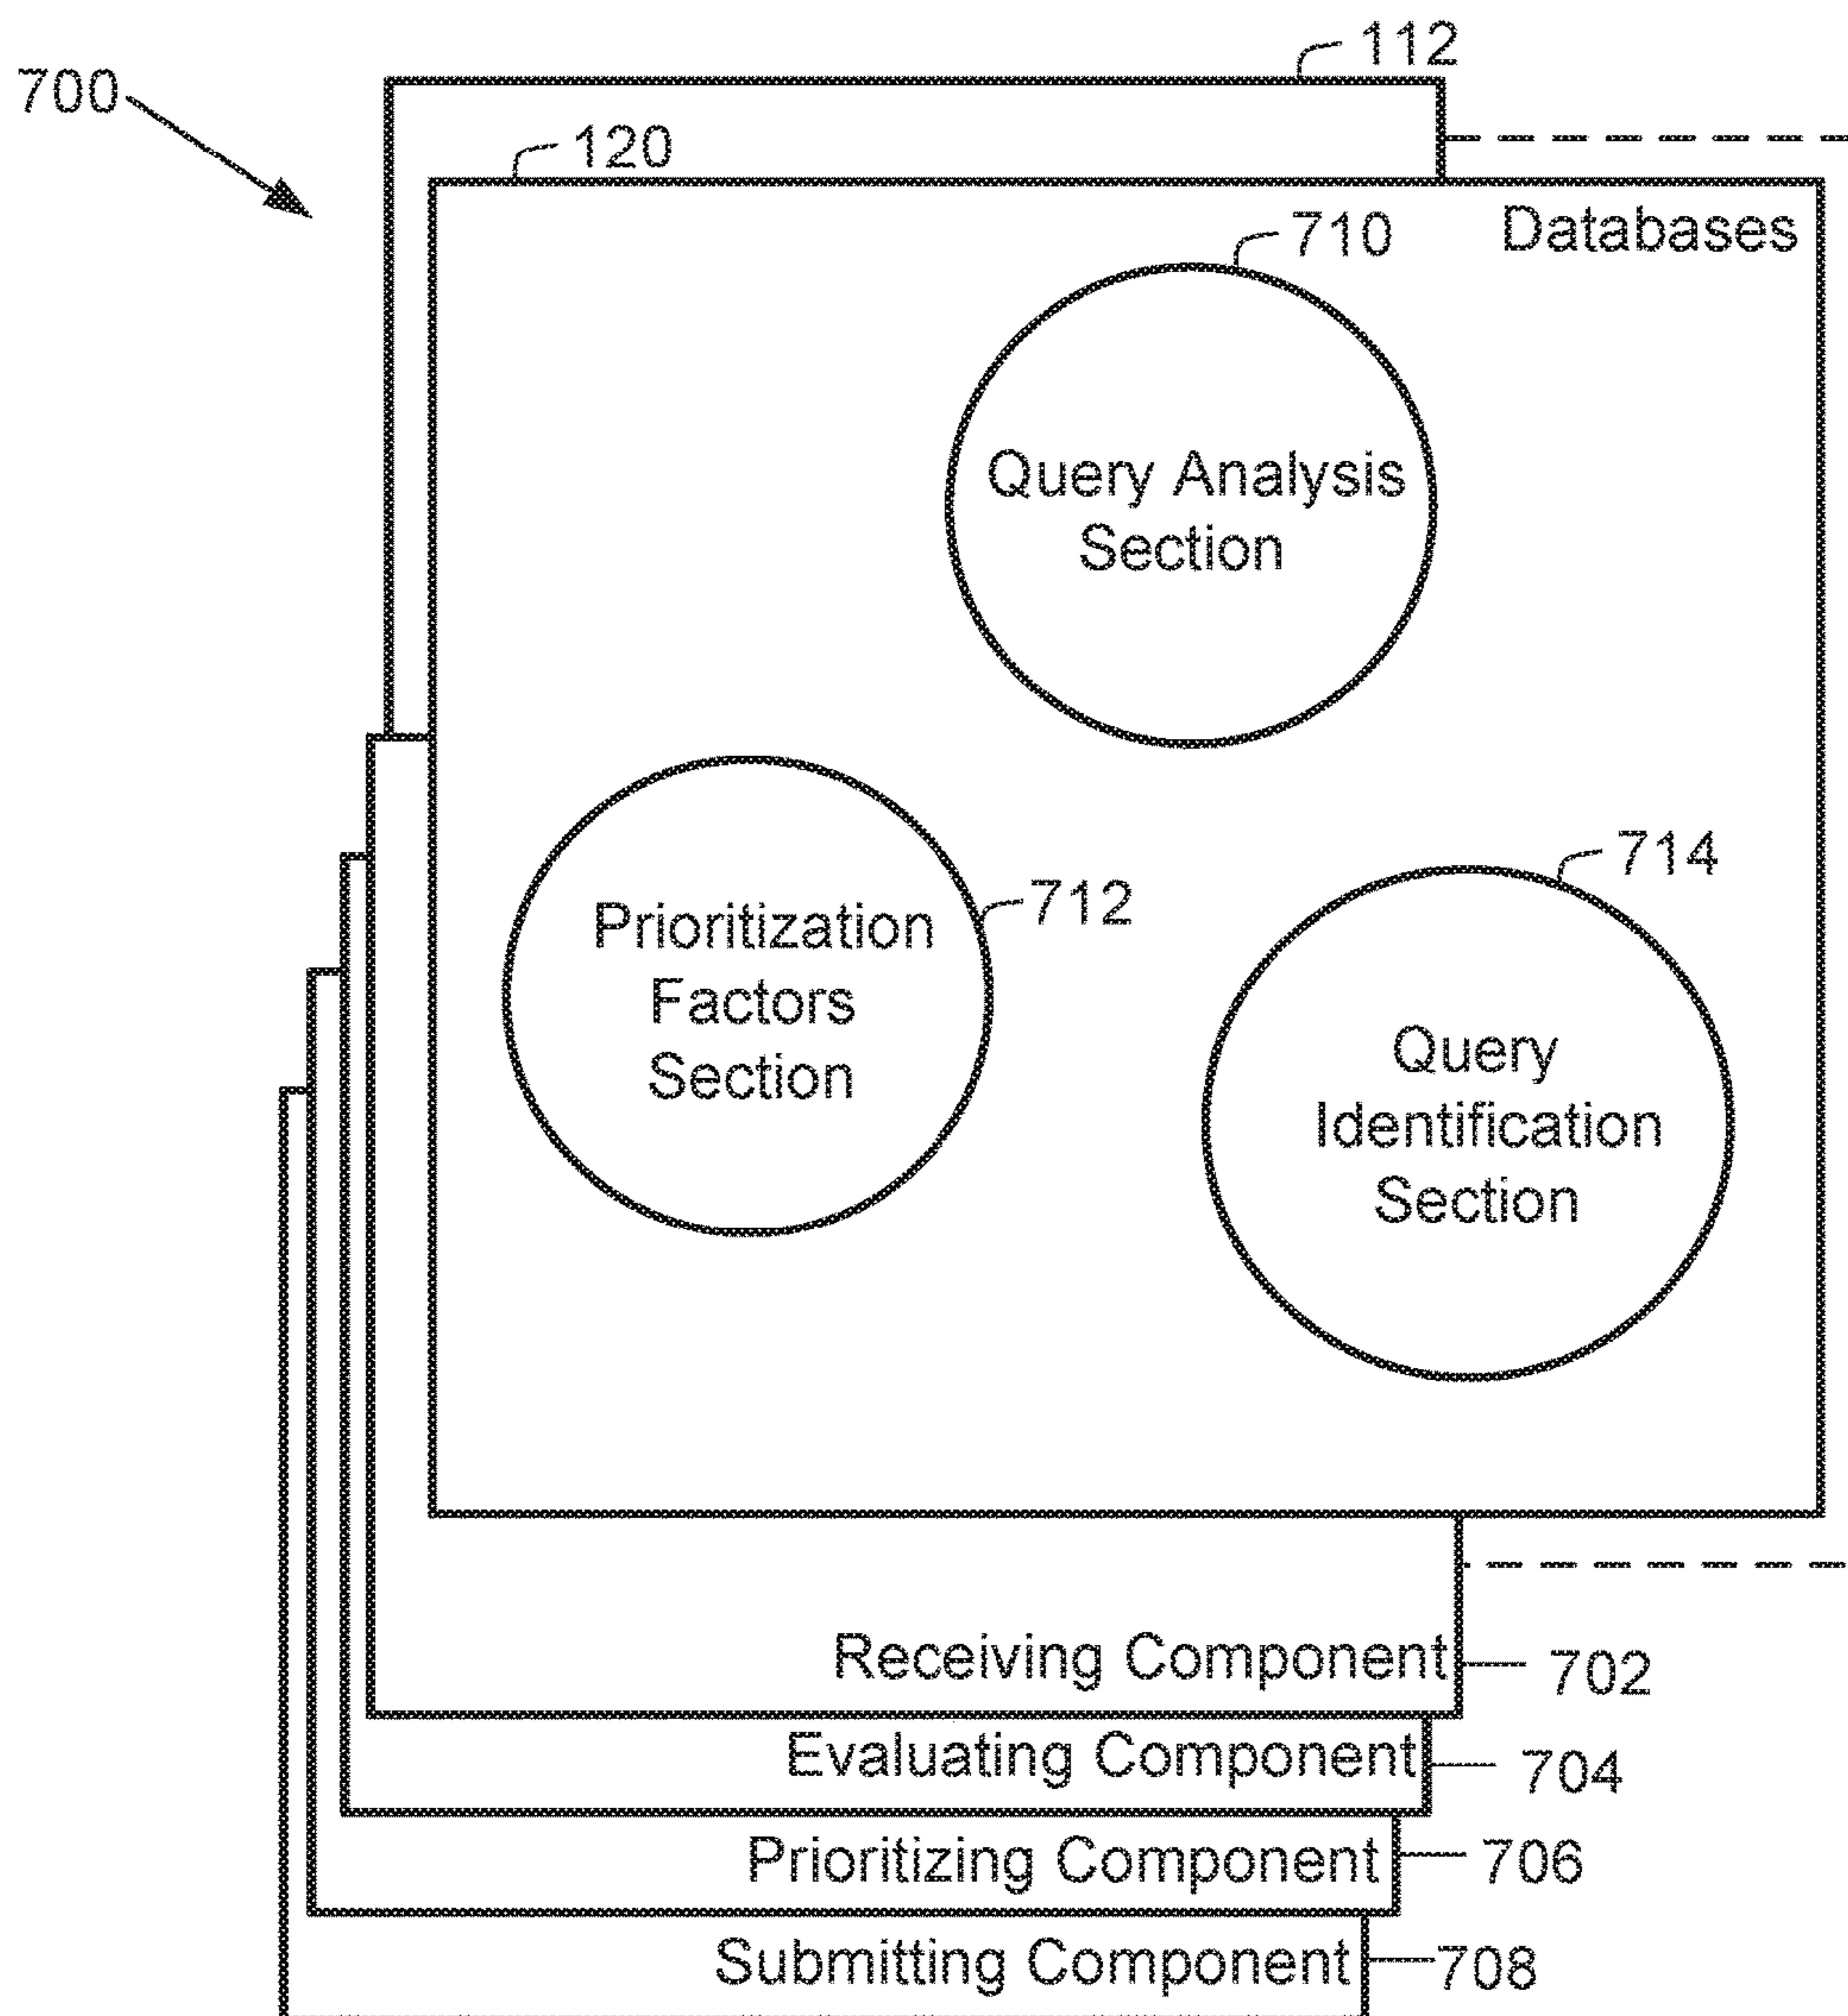 112
700
120
Databases
710
Query Analysis
Section
714
712
Prioritization
Factors
Section
Query
Identification
Section
Receiving Component
702
Evaluating Component
704
Prioritizing Component
706
Submitting Component
708